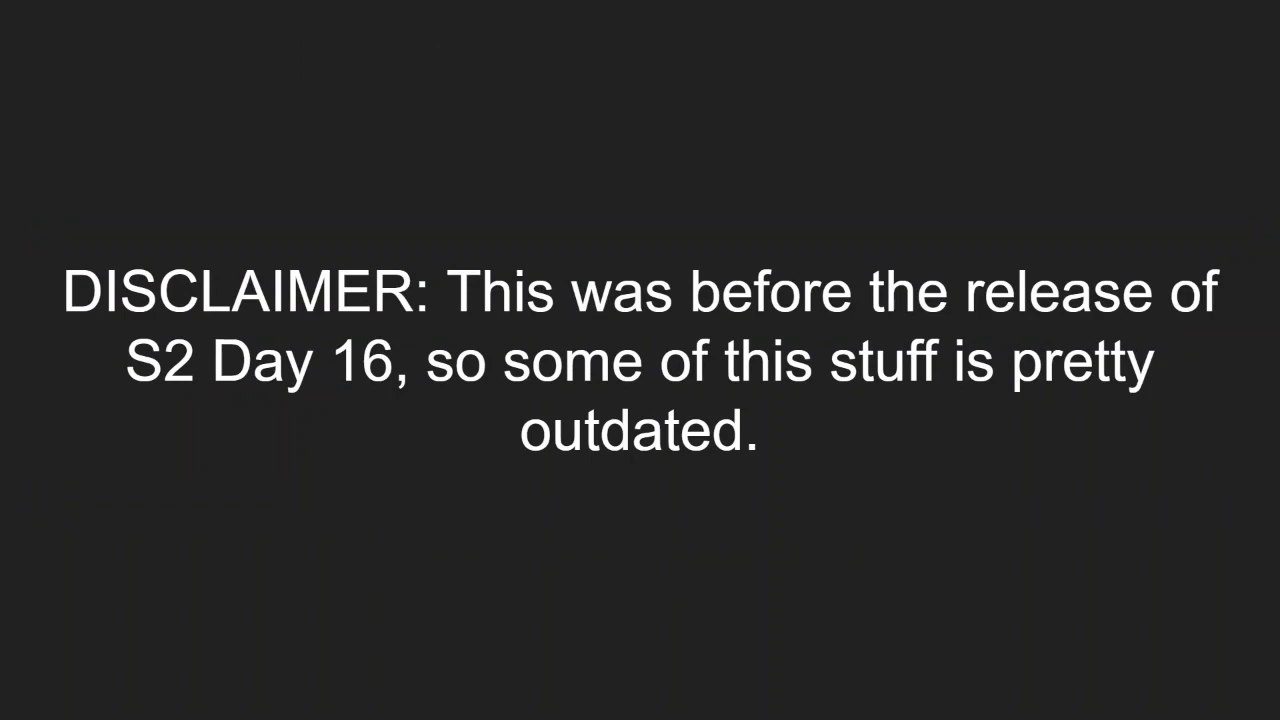 DISCLAIMER: This was before the release of
S2 Day 16, so some of this stuff is pretty
outdated.